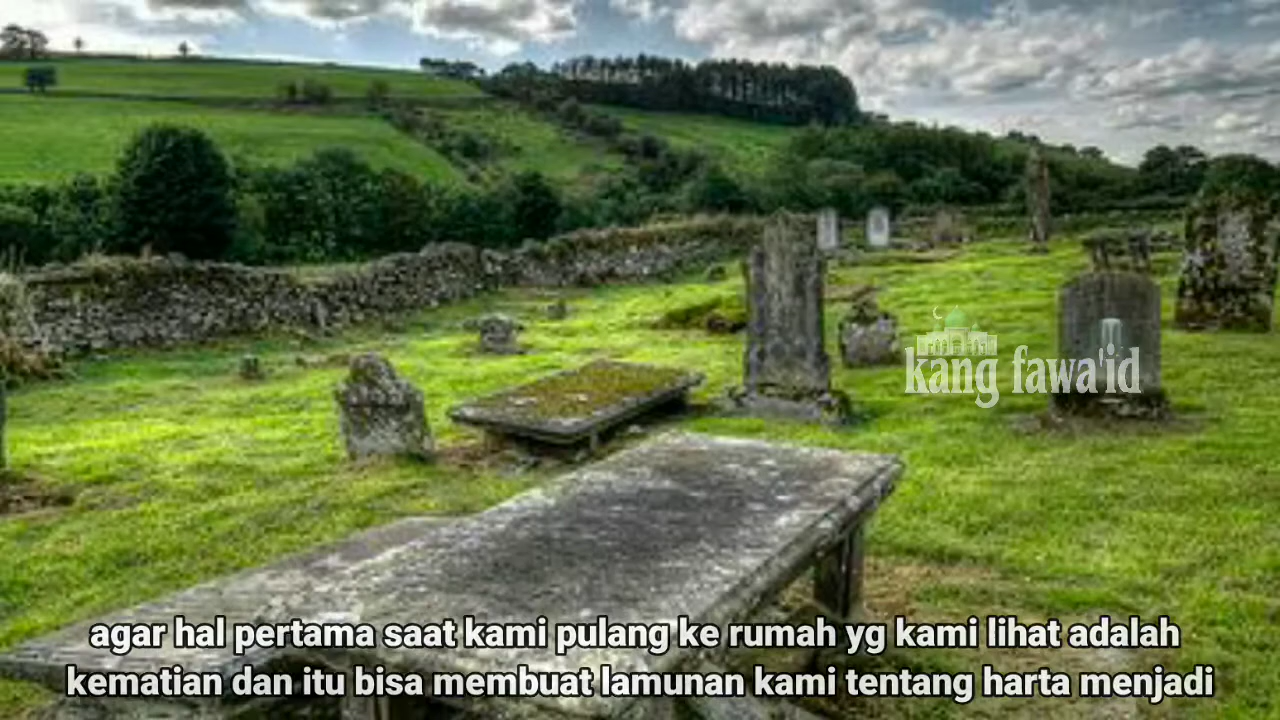 kang fawa'id
agar hal pertama saat kami pulang ke rumah yg kami lihat adalah
kematian dan itu bisa membuat lamunan kami tentang harta menjadi